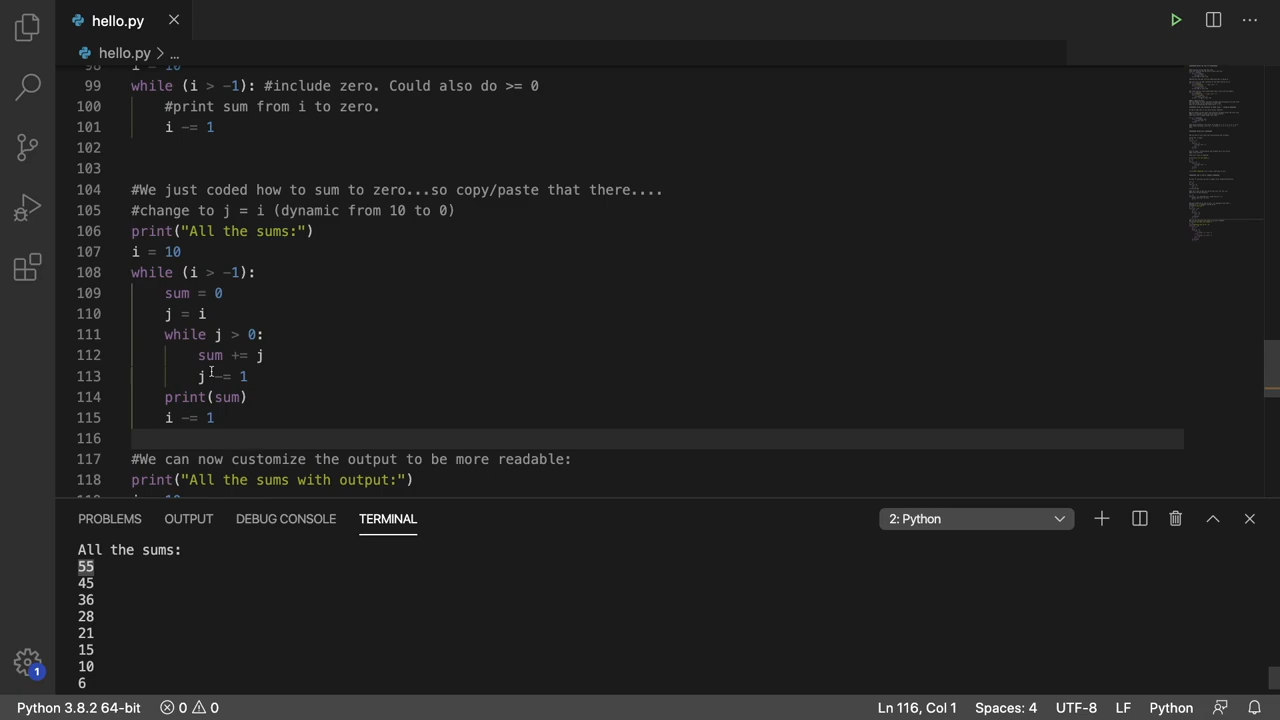 hello.py
hello.py > ...
98 i = 10
99 while (i > -1): #include zero. Could also i >= 0
100 #print sum from i to zero.
101 i -= 1
102
103
104 #We just coded how to sum to zero...so copy/paste that there....
105 #change to j = i (dynamic from 10 to 0)
106 print("All the sums:")
107 i = 10
108 while (i > -1):
109 sum = 0
110 j = i
111 while j > 0:
112 sum += j
113 j -= 1
114 print(sum)
115 i -= 1
116
117 #We can now customize the output to be more readable:
118 print("All the sums with output:")
PROBLEMS OUTPUT DEBUG CONSOLE TERMINAL 2: Python
All the sums:
55
45
36
28
21
15
10
6
1
Python 3.8.2 64-bit 0 0 Ln 116, Col 1 Spaces: 4 UTF-8 LF Python